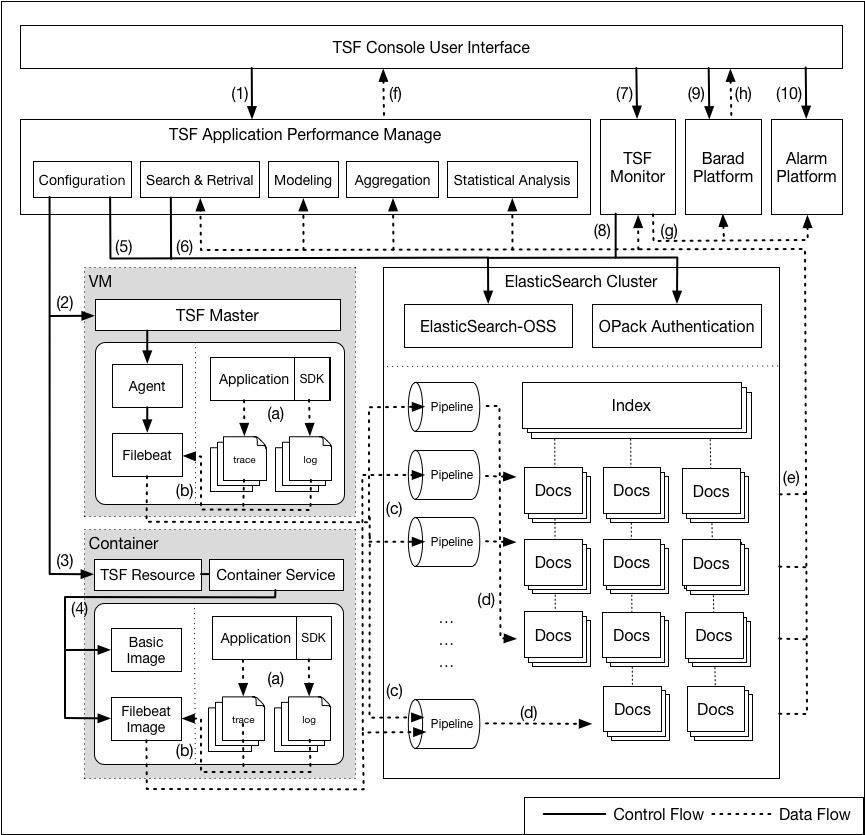 TSF Console User Interface
(1)
(f)
(7)
(9)
(h)
(10)
TSF Application Performance Manage
Configuration
Search & Retrival
Modeling
Aggregation
Statistical Analysis
TSF
Monitor
Barad
Platform
Alarm
Platform
(5)
(6)
(8)
(g)
VM
(2)
TSF Master
Agent
Filebeat
Application
SDK
(a)
trace
log
(b)
Container
(3)
TSF Resource
Container Service
(4)
Basic
Image
Filebeat
Image
Application
SDK
(a)
trace
log
(b)
ElasticSearch Cluster
ElasticSearch-OSS
OPack Authentication
Pipeline
Pipeline
(c)
Pipeline
(d)
...
...
...
(c)
Pipeline
(d)
Index
Docs
Docs
Docs
(e)
Docs
Docs
Docs
Docs
Docs
Docs
Docs
Docs
Control Flow
Data Flow